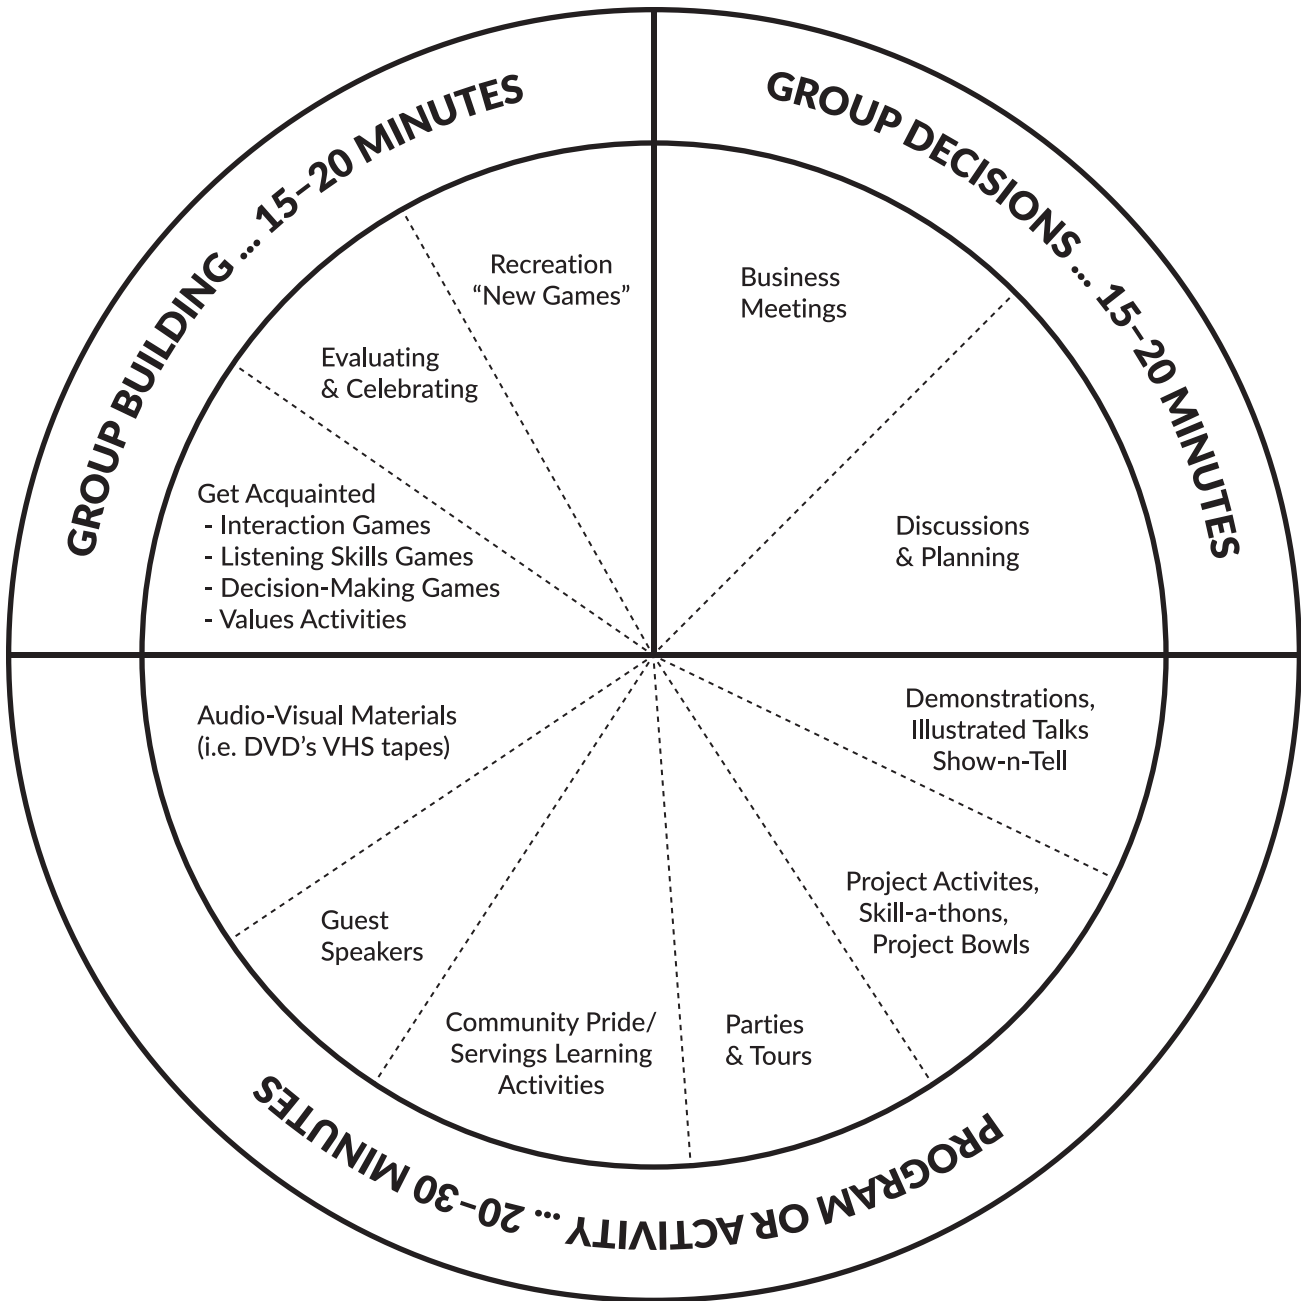 GROUP BUILDING ... 15–20 MINUTES
GROUP DECISIONS ... 15–20 MINUTES
Recreation
“New Games”
Evaluating
& Celebrating
Get Acquainted
- Interaction Games
- Listening Skills Games
- Decision-Making Games
- Values Activities
Business
Meetings
Discussions
& Planning
Audio-Visual Materials
(i.e. DVD’s VHS tapes)
Guest
Speakers
Community Pride/
Servings Learning
Activities
Parties
& Tours
Project Activites,
Skill-a-thons,
Project Bowls
Demonstrations,
Illustrated Talks
Show-n-Tell
PROGRAM OR ACTIVITY ... 20–30 MINUTES